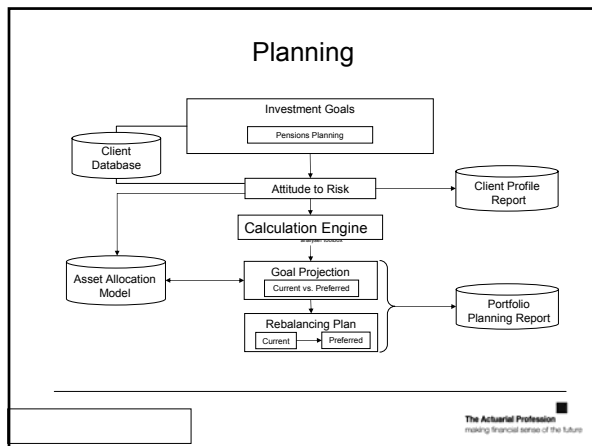 Planning
Investment Goals
Pensions Planning
Client
Database
Attitude to Risk
Client Profile
Report
Calculation Engine
Asset Allocation
Model
Goal Projection
Current vs. Preferred
Rebalancing Plan
Current
Preferred
Portfolio
Planning Report
The Actuarial Profession
making financial sense of the future